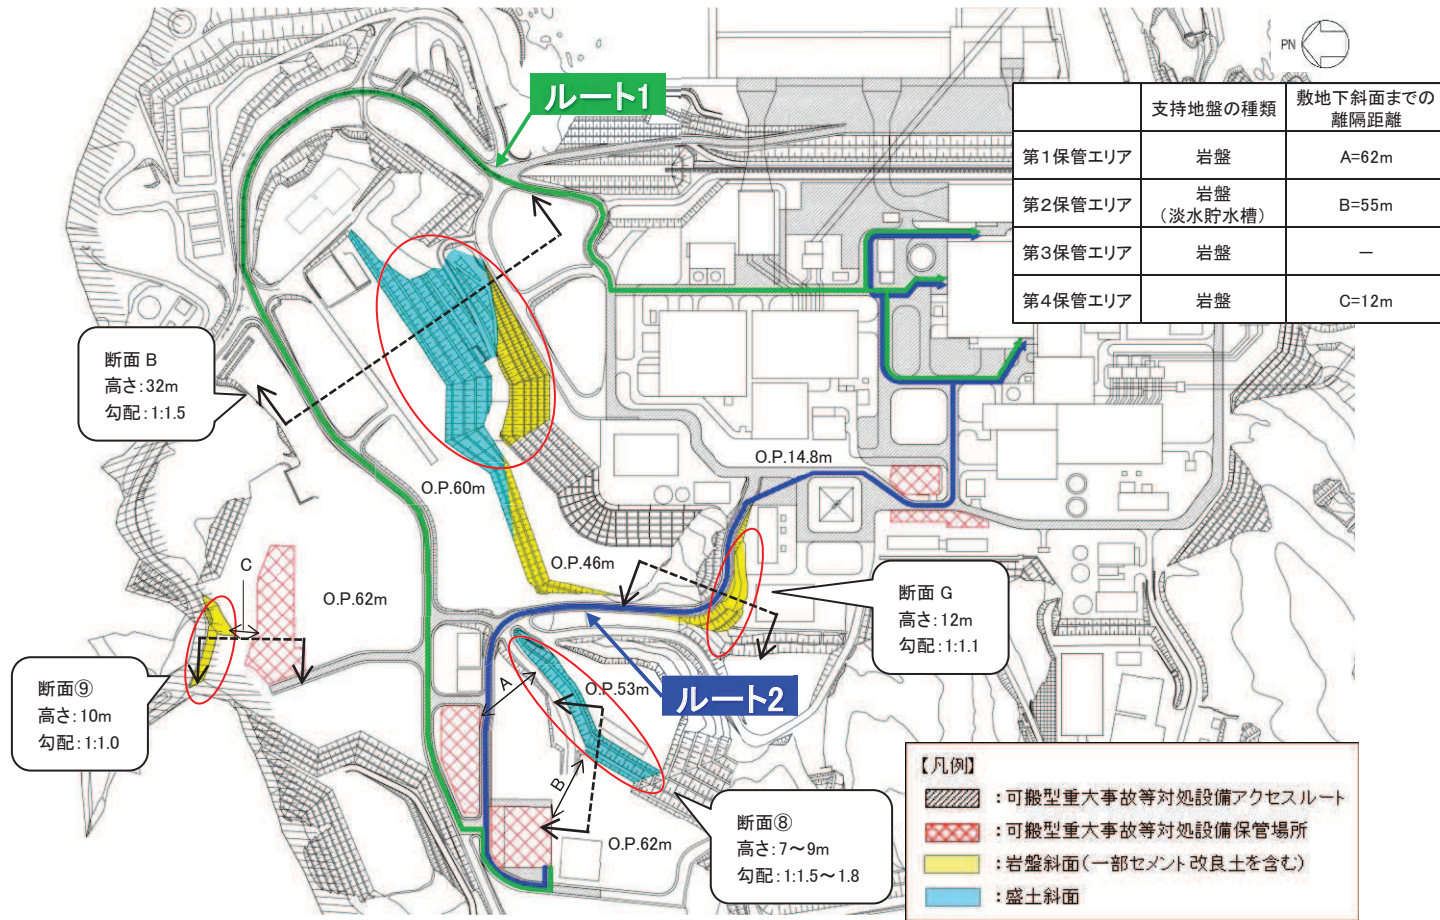 PN
ルート1
支持地盤の種類
敷地下斜面までの
離隔距離
第1保管エリア
岩盤
A=62m
第2保管エリア
岩盤
(淡水貯水槽)
B=55m
第3保管エリア
岩盤
－
第4保管エリア
岩盤
C=12m
断面 B
高さ:32m
勾配:1:1.5
O.P.14.8m
O.P.60m
O.P.46m
C
O.P.62m
断面 G
高さ:12m
勾配:1:1.1
断面⑨
高さ:10m
勾配:1:1.0
A
O.P.53m
ルート2
B
O.P.62m
断面⑧
高さ:7～9m
勾配:1:1.5～1.8
【凡例】
:可搬型重大事故等対処設備アクセスルート
:可搬型重大事故等対処設備保管場所
:岩盤斜面(一部セメント改良土を含む)
:盛土斜面